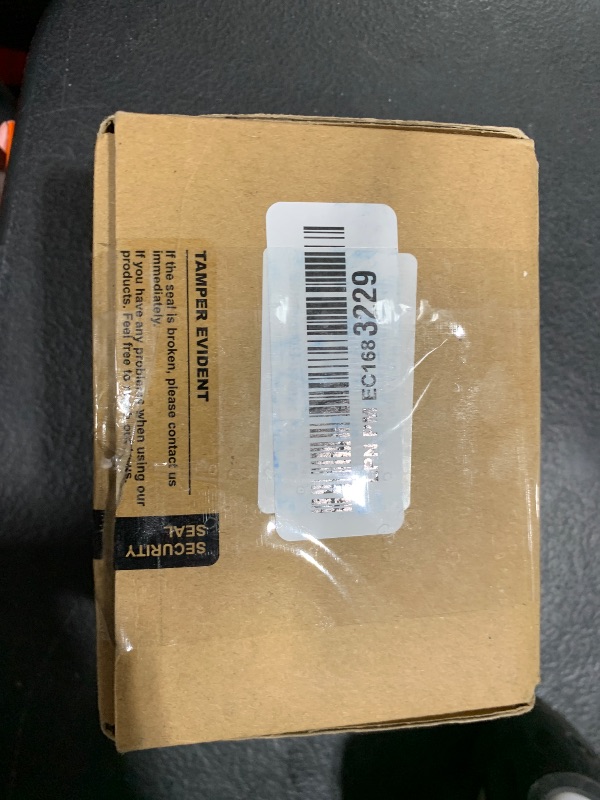 TAMPER EVIDENT
If the seal is broken, please contact us
immediately.
If you have any problems when using our
products. Feel free to
SECURITY
SEAL
EC1683229